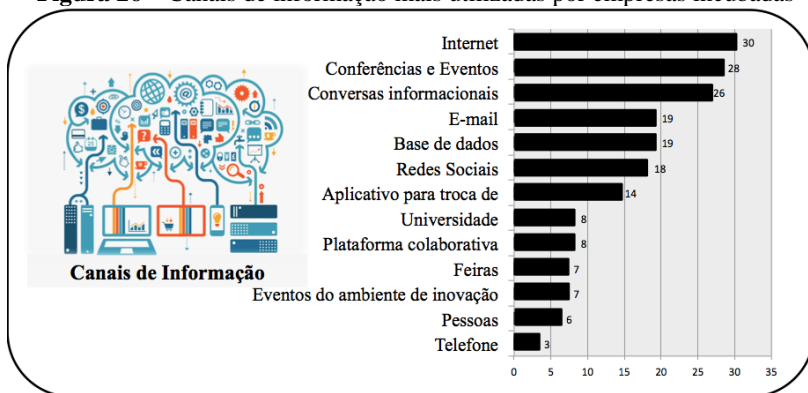 Figura 10 – Canais de informação mais utilizadas por empresas incubadas
Internet 30
Conferências e Eventos 28
Conversas informacionais 26
E-mail 19
Base de dados 19
Redes Sociais 18
Aplicativo para troca de 14
Universidade 8
Plataforma colaborativa 8
Feiras 7
Eventos do ambiente de inovação 7
Pessoas 6
Telefone 3
0 5 10 15 20 25 30 35
Canais de Informação